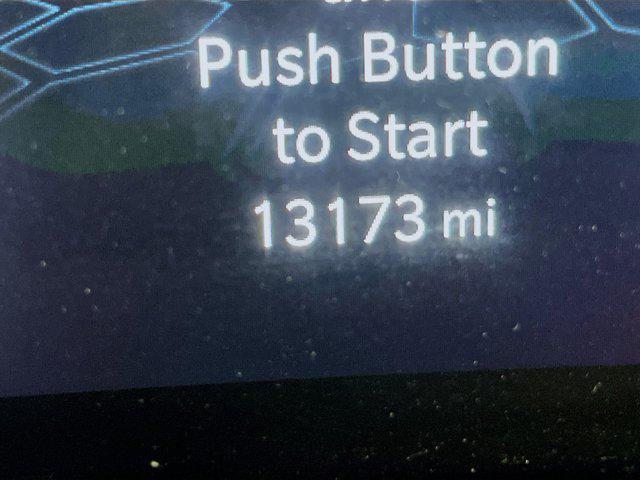 Push Button
to Start
13173 mi